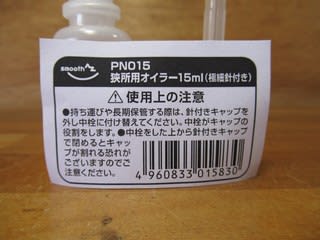 smooth AZ
PN015
狭所用オイラー15ml(極細針付き)
⚠使用上の注意
●持ち運びや長期保管する際は、針付きキャップを
外し中栓に付け替えてください。中栓がキャップの
役割をします。●中栓をした上から針付きキャッ
プで閉めるとキャッ
プが割れる恐れが
ございますのでご
注意ください。
4 960833 015830